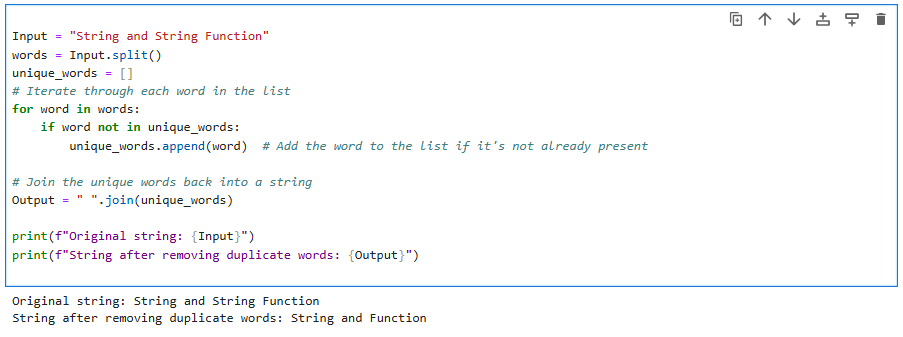 Input = "String and String Function"
words = Input.split()
unique_words = []
# Iterate through each word in the list
for word in words:
    if word not in unique_words:
        unique_words.append(word)  # Add the word to the list if it's not already present
# Join the unique words back into a string
Output = " ".join(unique_words)
print(f"Original string: {Input}")
print(f"String after removing duplicate words: {Output}")
Original string: String and String Function
String after removing duplicate words: String and Function